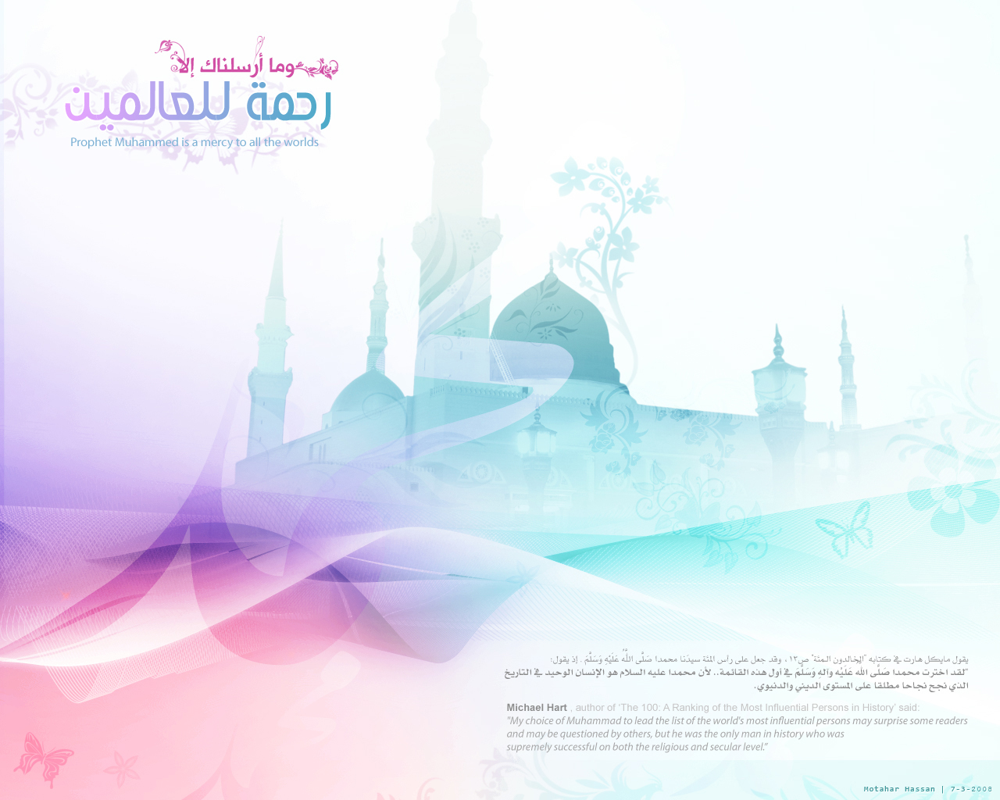 وما أرسلناك إلا
رحمة للعالمين
Prophet Muhammed is a mercy to all the worlds
يقول مايكل هارت في كتابه "الخالدون المئة" ص١٣، وقد جعل على رأس المئة سيدَنا محمدا صَلَّى اللَّهُ عَلَيْهِ وَسَلَّمَ . إذ يقول:
"لقد اخترت محمدا صَلَّى اللهُ عَلَيْهِ وَآلِهِ وَسَلَّمَ في أول هذه القائمة.. لأن محمدا عليه السلام هو الإنسان الوحيد في التاريخ
الذي نجح نجاحا مطلقا على المستوى الديني والدنيوي.
Michael Hart , author of 'The 100: A Ranking of the Most Influential Persons in History' said:
"My choice of Muhammad to lead the list of the world's most influential persons may surprise some readers
and may be questioned by others, but he was the only man in history who was
supremely successful on both the religious and secular level."
Motahar Hassan | 7-3-2008